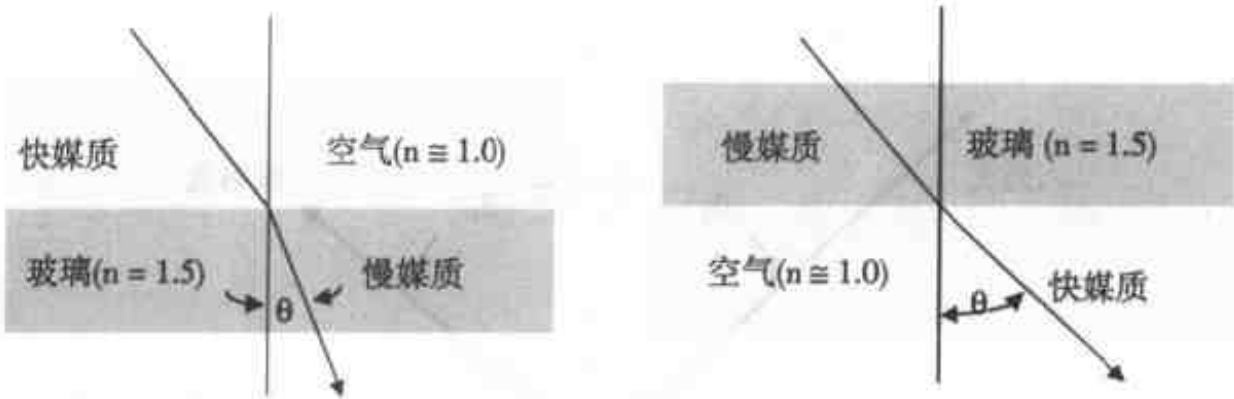 快媒质
空气(n ≅ 1.0)
玻璃(n = 1.5)
θ
慢媒质
慢媒质
玻璃 (n = 1.5)
空气(n ≅ 1.0)
θ
快媒质